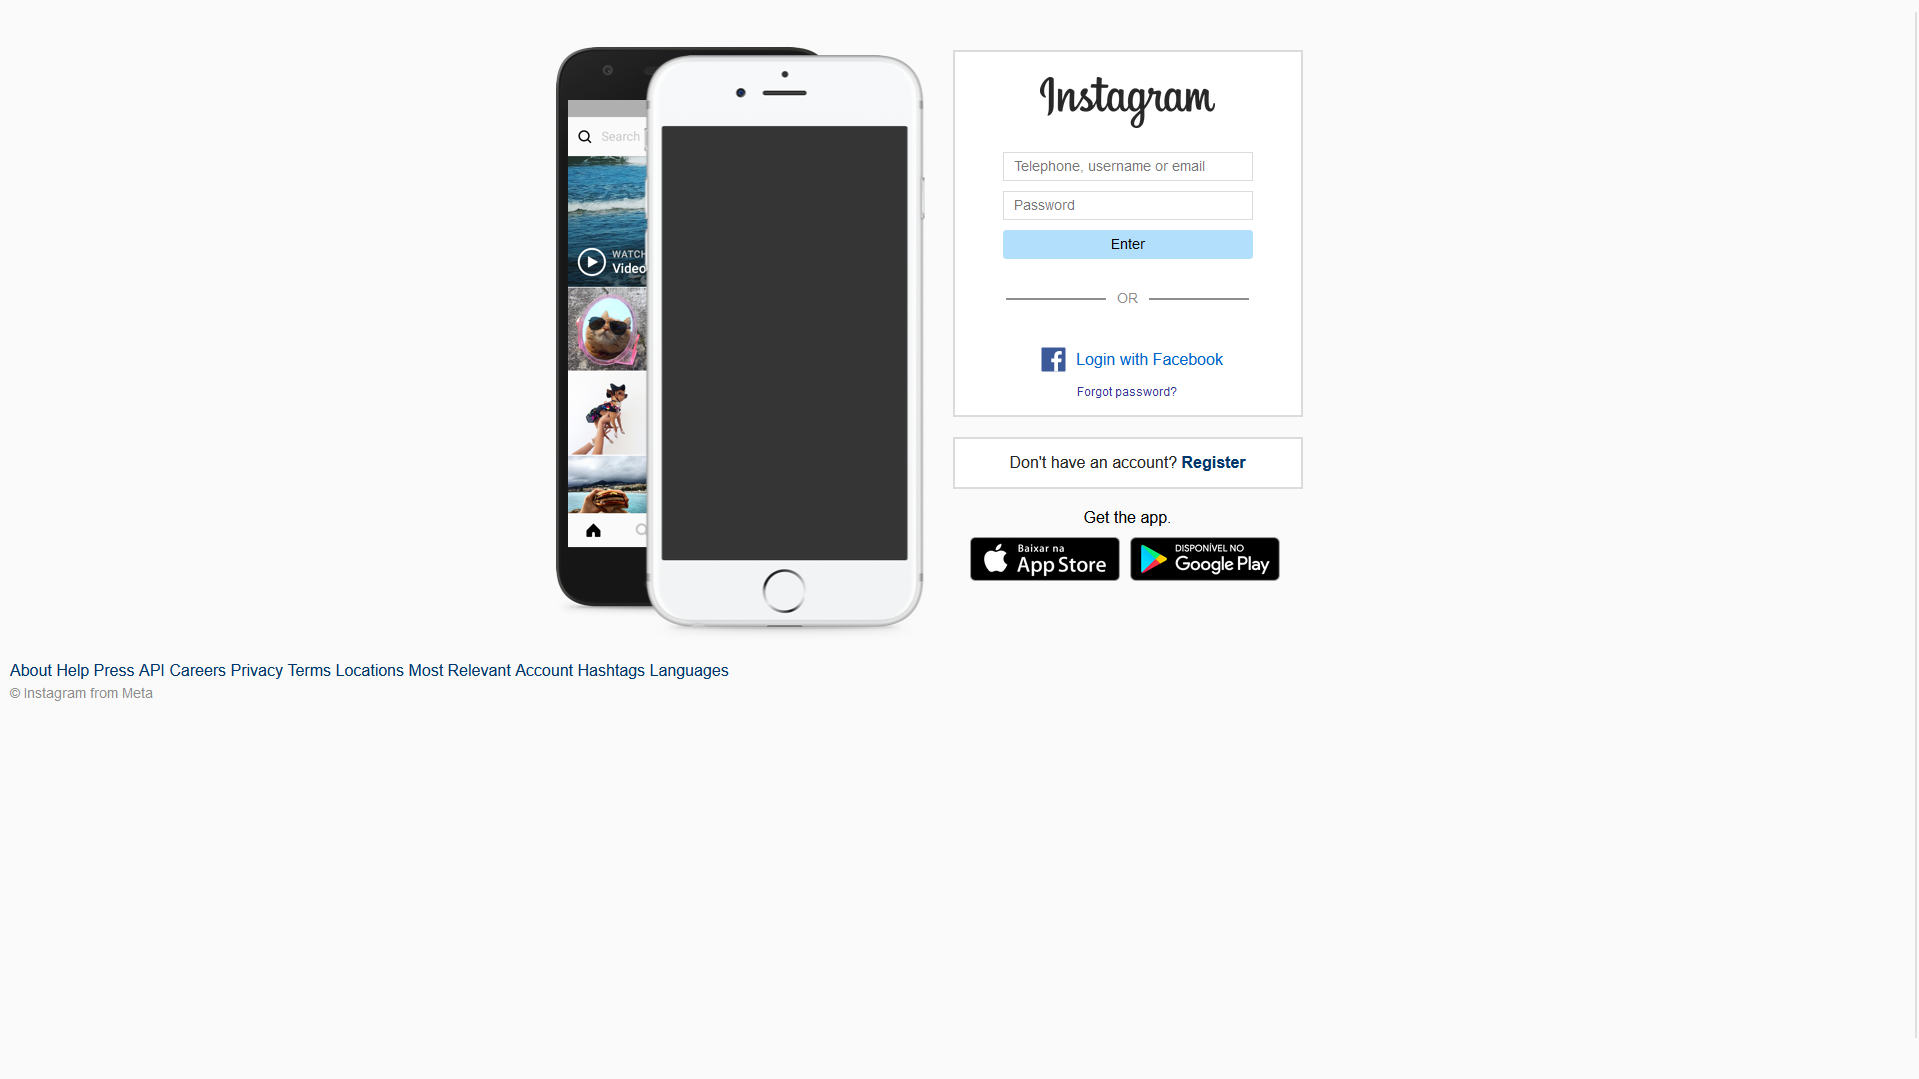 Instagram
Search
WATCH
Video
Telephone, username or email
Password
Enter
OR
Login with Facebook
Forgot password?
Don't have an account? Register
Get the app.
Baixar na
App Store
DISPONÍVEL NO
Google Play
About Help Press API Careers Privacy Terms Locations Most Relevant Account Hashtags Languages
© Instagram from Meta